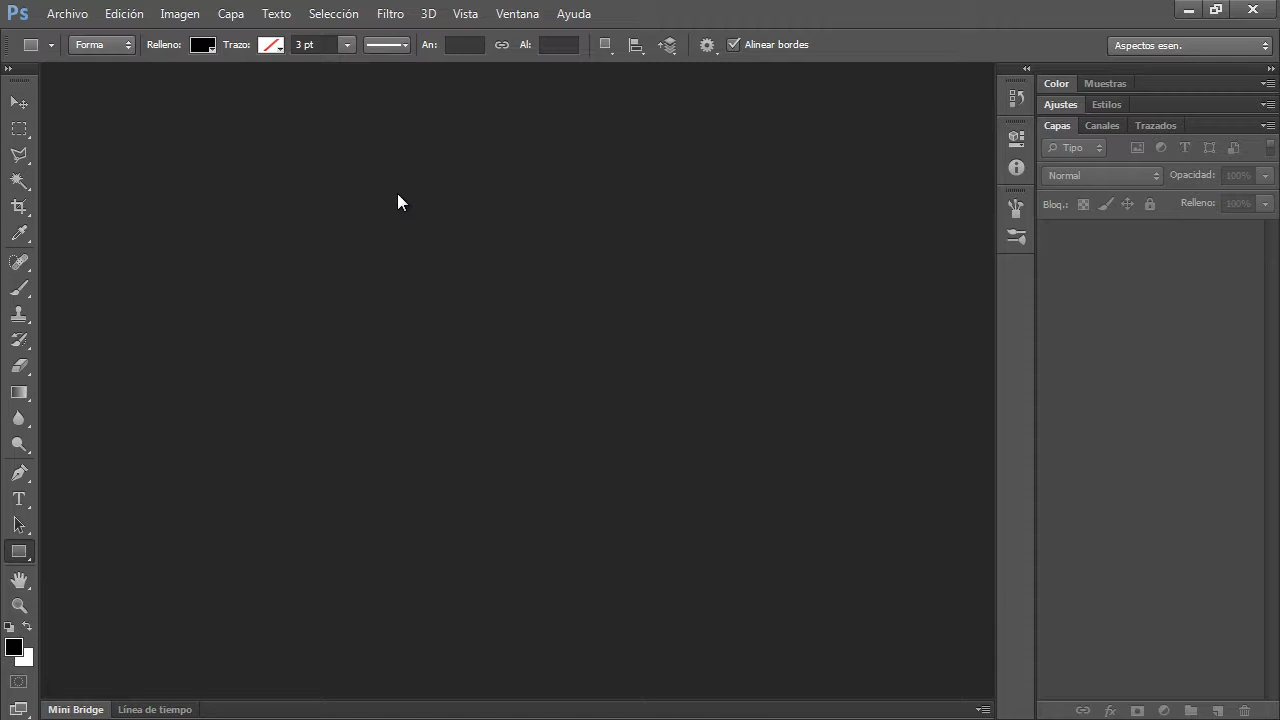 Ps Archivo Edición Imagen Capa Texto Selección Filtro 3D Vista Ventana Ayuda
Forma Relleno: Trazo: 3 pt An: Al: Alinear bordes Aspectos esen.
Color Muestras
Ajustes Estilos
Capas Canales Trazados
Tipo T
Normal Opacidad: 100%
Bloq.: Relleno: 100%
T
fx
Mini Bridge Línea de tiempo